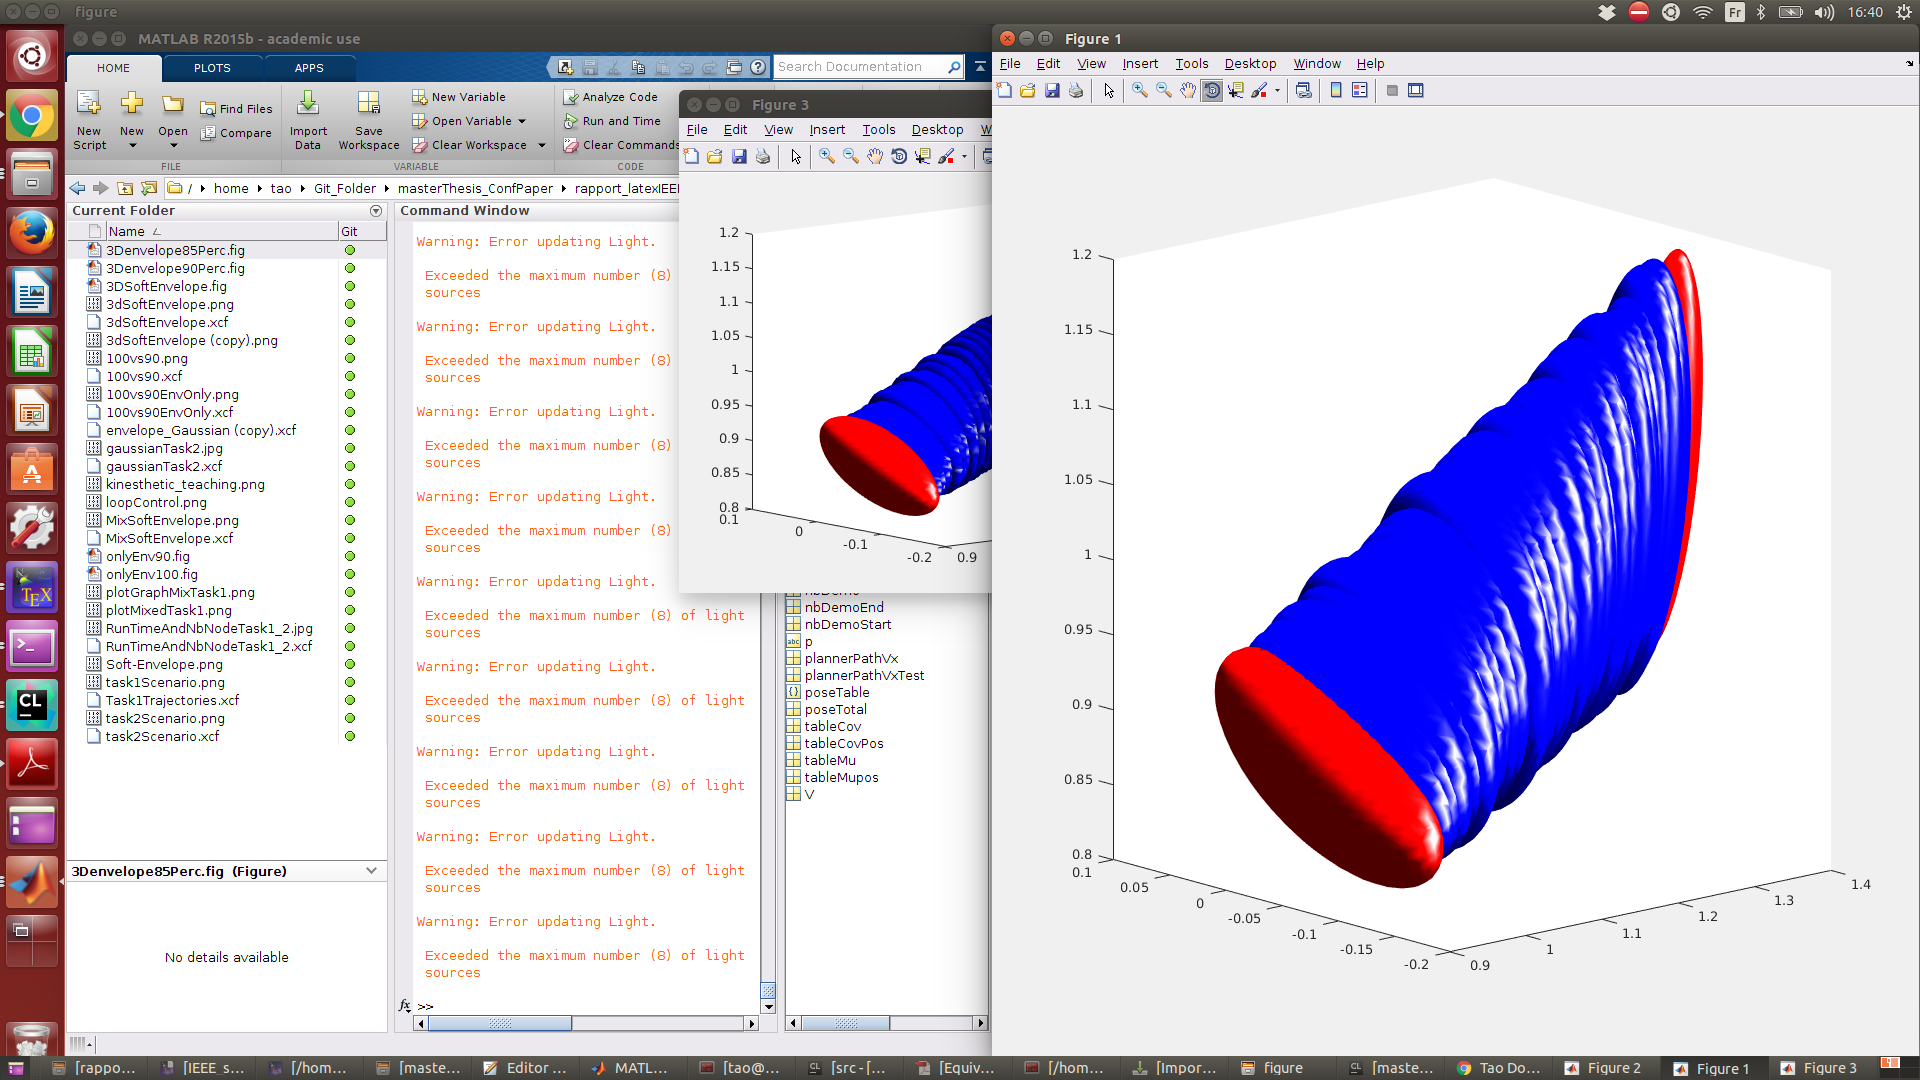 figure
Fr
16:40
MATLAB R2015b - academic use
HOME
PLOTS
APPS
Search Documentation
New Script
New
Open
Find Files
Compare
FILE
Import Data
Save Workspace
New Variable
Open Variable
Clear Workspace
VARIABLE
Analyze Code
Run and Time
Clear Commands
CODE
/ home tao Git_Folder masterThesis_ConfPaper rapport_latexIEE
Current Folder
Name
Git
3Denvelope85Perc.fig
3Denvelope90Perc.fig
3DSoftEnvelope.fig
3dSoftEnvelope.png
3dSoftEnvelope.xcf
3dSoftEnvelope (copy).png
100vs90.png
100vs90.xcf
100vs90EnvOnly.png
100vs90EnvOnly.xcf
envelope_Gaussian (copy).xcf
gaussianTask2.jpg
gaussianTask2.xcf
kinesthetic_teaching.png
loopControl.png
MixSoftEnvelope.png
MixSoftEnvelope.xcf
onlyEnv90.fig
onlyEnv100.fig
plotGraphMixTask1.png
plotMixedTask1.png
RunTimeAndNbNodeTask1_2.jpg
RunTimeAndNbNodeTask1_2.xcf
Soft-Envelope.png
task1Scenario.png
Task1Trajectories.xcf
task2Scenario.png
task2Scenario.xcf
3Denvelope85Perc.fig (Figure)
No details available
Command Window
Warning: Error updating Light.
Exceeded the maximum number (8)
sources
Warning: Error updating Light.
Exceeded the maximum number (8)
sources
Warning: Error updating Light.
Exceeded the maximum number (8)
sources
Warning: Error updating Light.
Exceeded the maximum number (8)
sources
Warning: Error updating Light.
Exceeded the maximum number (8) of light
sources
Warning: Error updating Light.
Exceeded the maximum number (8) of light
sources
Warning: Error updating Light.
Exceeded the maximum number (8) of light
sources
Warning: Error updating Light.
Exceeded the maximum number (8) of light
sources
Warning: Error updating Light.
Exceeded the maximum number (8) of light
sources
fx >>
nbDemo
nbDemoEnd
nbDemoStart
p
plannerPathVx
plannerPathVxTest
poseTable
poseTotal
tableCov
tableCovPos
tableMu
tableMupos
V
Figure 3
File Edit View Insert Tools Desktop W
1.2
1.15
1.1
1.05
1
0.95
0.9
0.85
0.8
0.1
0
-0.1
-0.2
0.9
Figure 1
File Edit View Insert Tools Desktop Window Help
1.2
1.15
1.1
1.05
1
0.95
0.9
0.85
0.8
0.1
0.05
0
-0.05
-0.1
-0.15
-0.2
0.9
1
1.1
1.2
1.3
1.4
[rappo... [IEEE_s... [/hom... [maste... Editor ... MATL... [tao@... [src - [... [Equiv... [/hom... [Impor... figure [maste... Tao Do... Figure 2 Figure 1 Figure 3